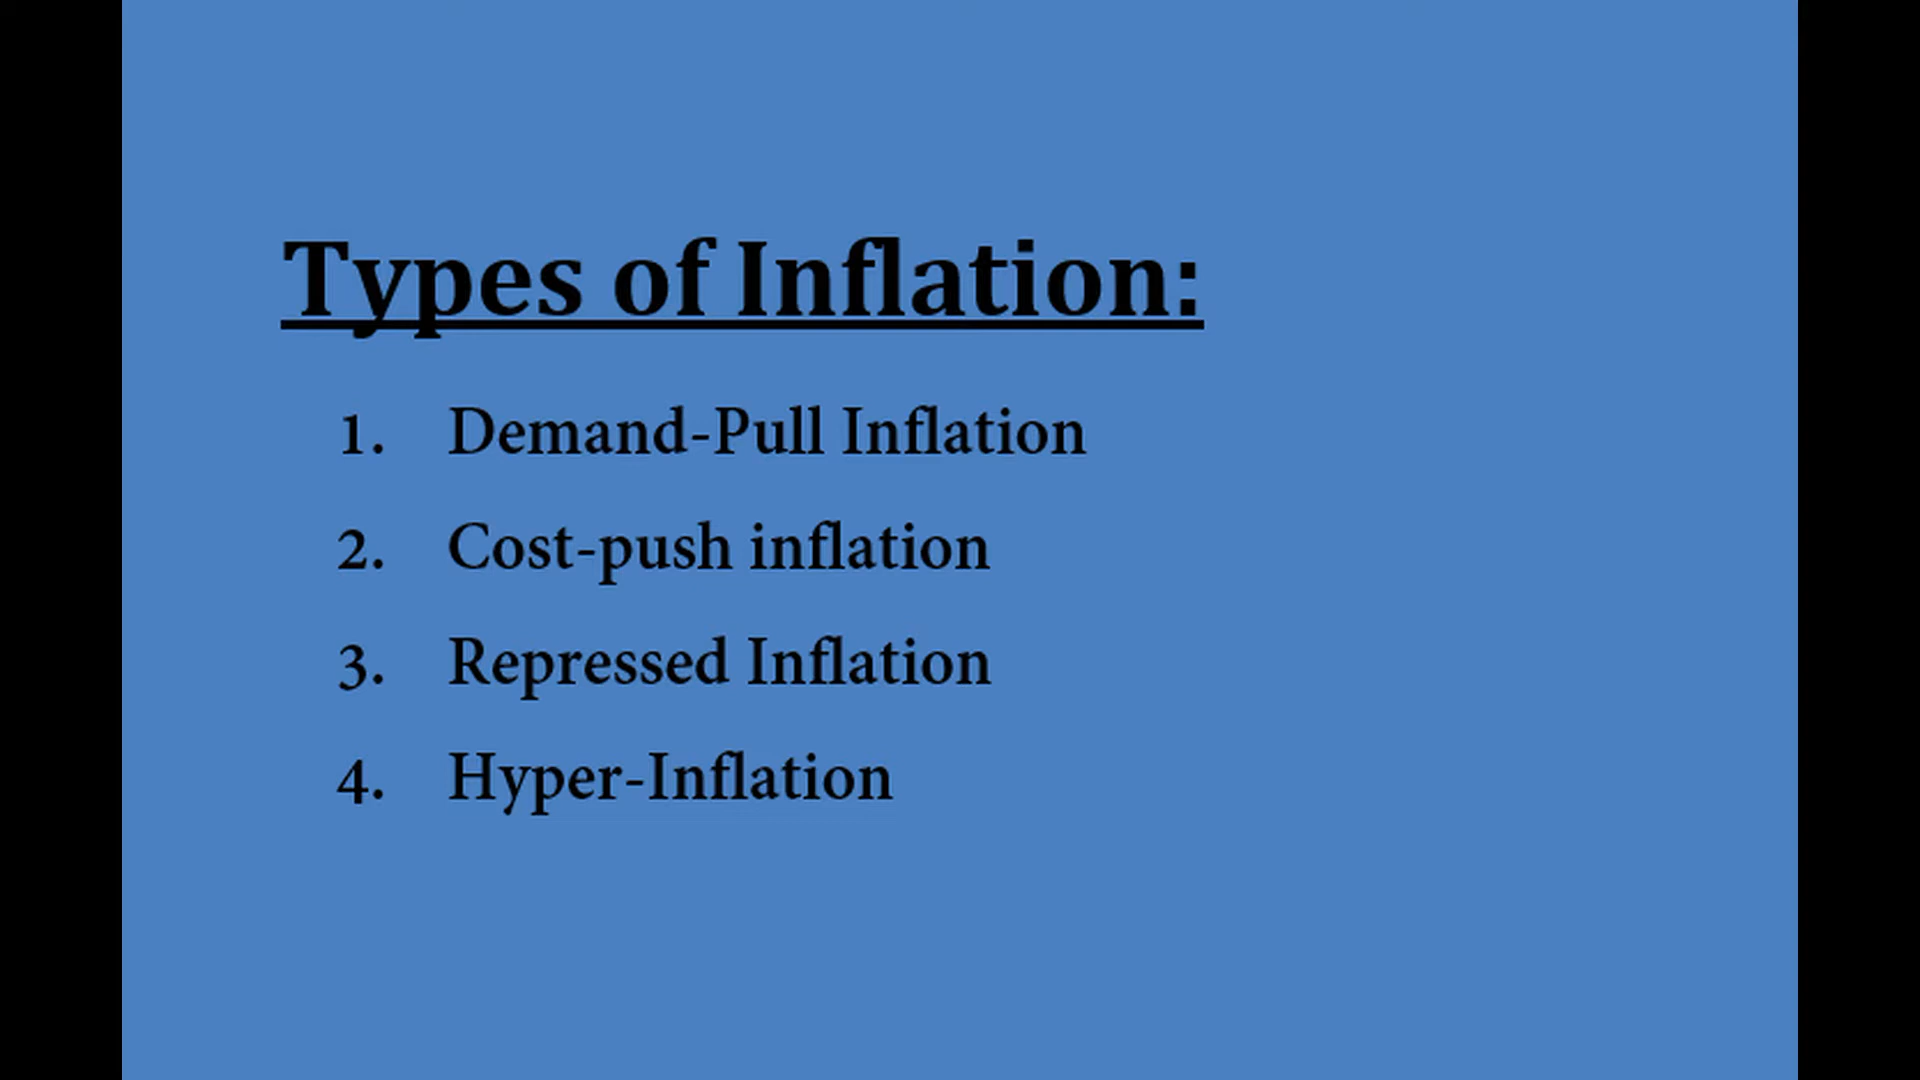 Types of Inflation:
1. Demand-Pull Inflation
2. Cost-push inflation
3. Repressed Inflation
4. Hyper-Inflation